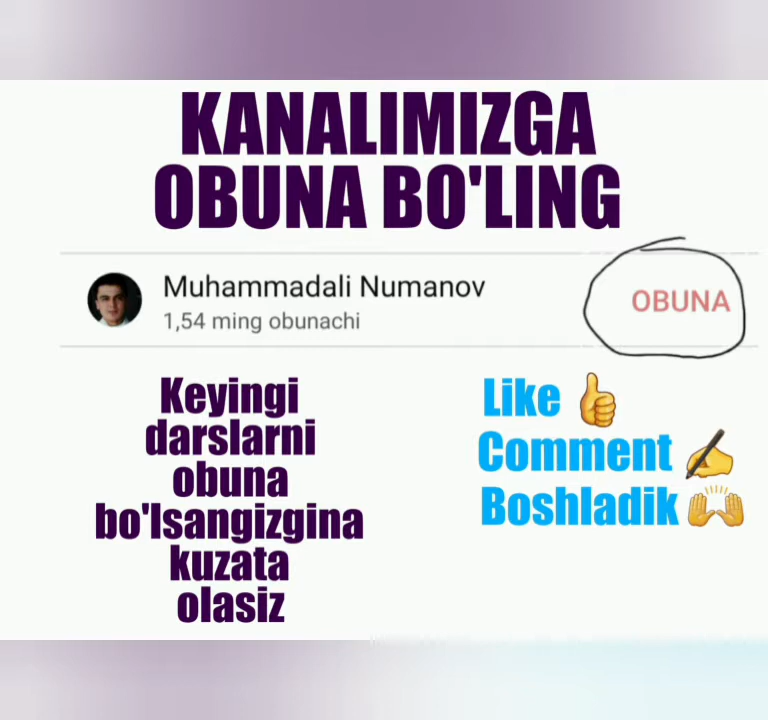 KANALIMIZGA
OBUNA BO'LING
Muhammadali Numanov
1,54 ming obunachi
OBUNA
Keyingi
darslarni
obuna
bo'lsangizgina
kuzata
olasiz
Like 👍
Comment ✍️
Boshladik 🙌